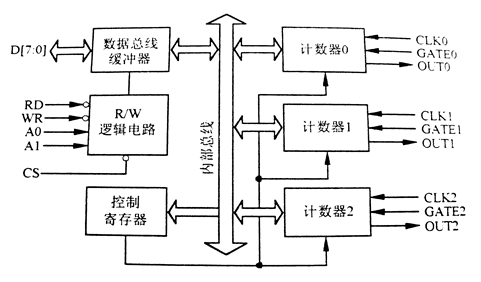 D[7:0]
数据总线
缓冲器
计数器0
CLK0
GATE0
OUT0
RD
WR
A0
A1
CS
R/W
逻辑电路
内部总线
计数器1
CLK1
GATE1
OUT1
控制
寄存器
计数器2
CLK2
GATE2
OUT2